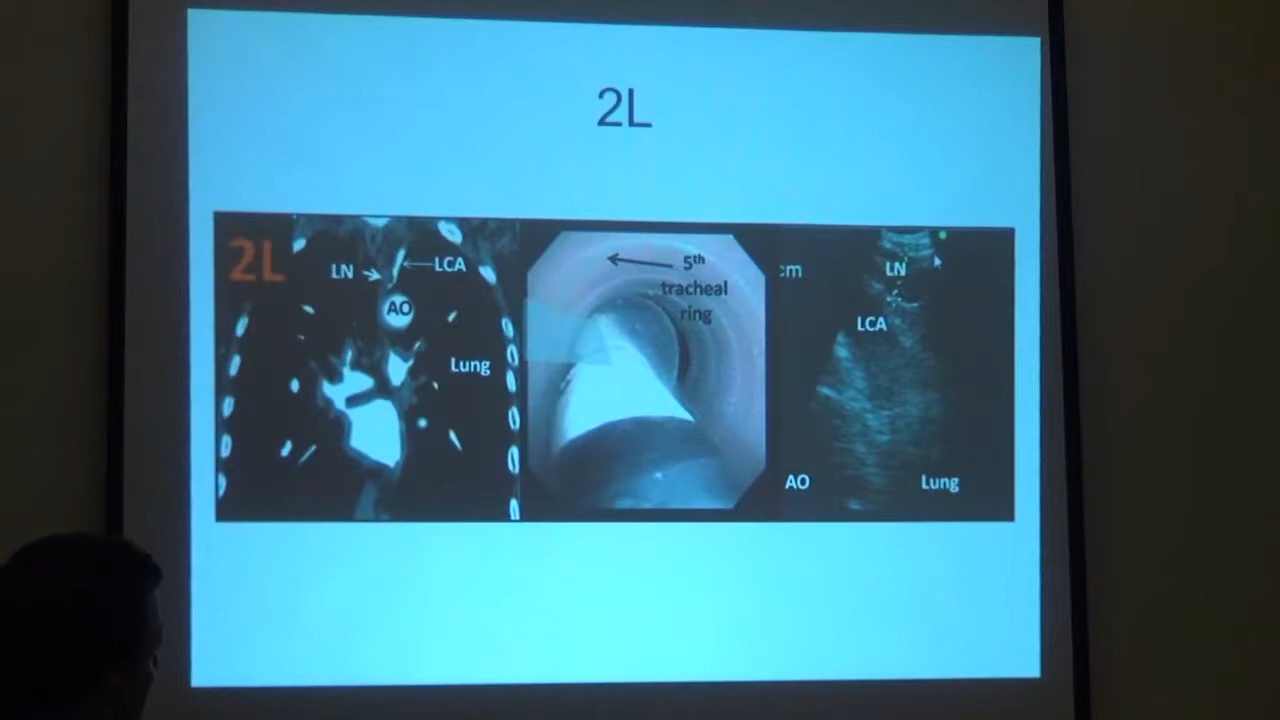 2L
2L
LN
LCA
AO
Lung
5th
tracheal
ring
cm
LN
LCA
AO
Lung